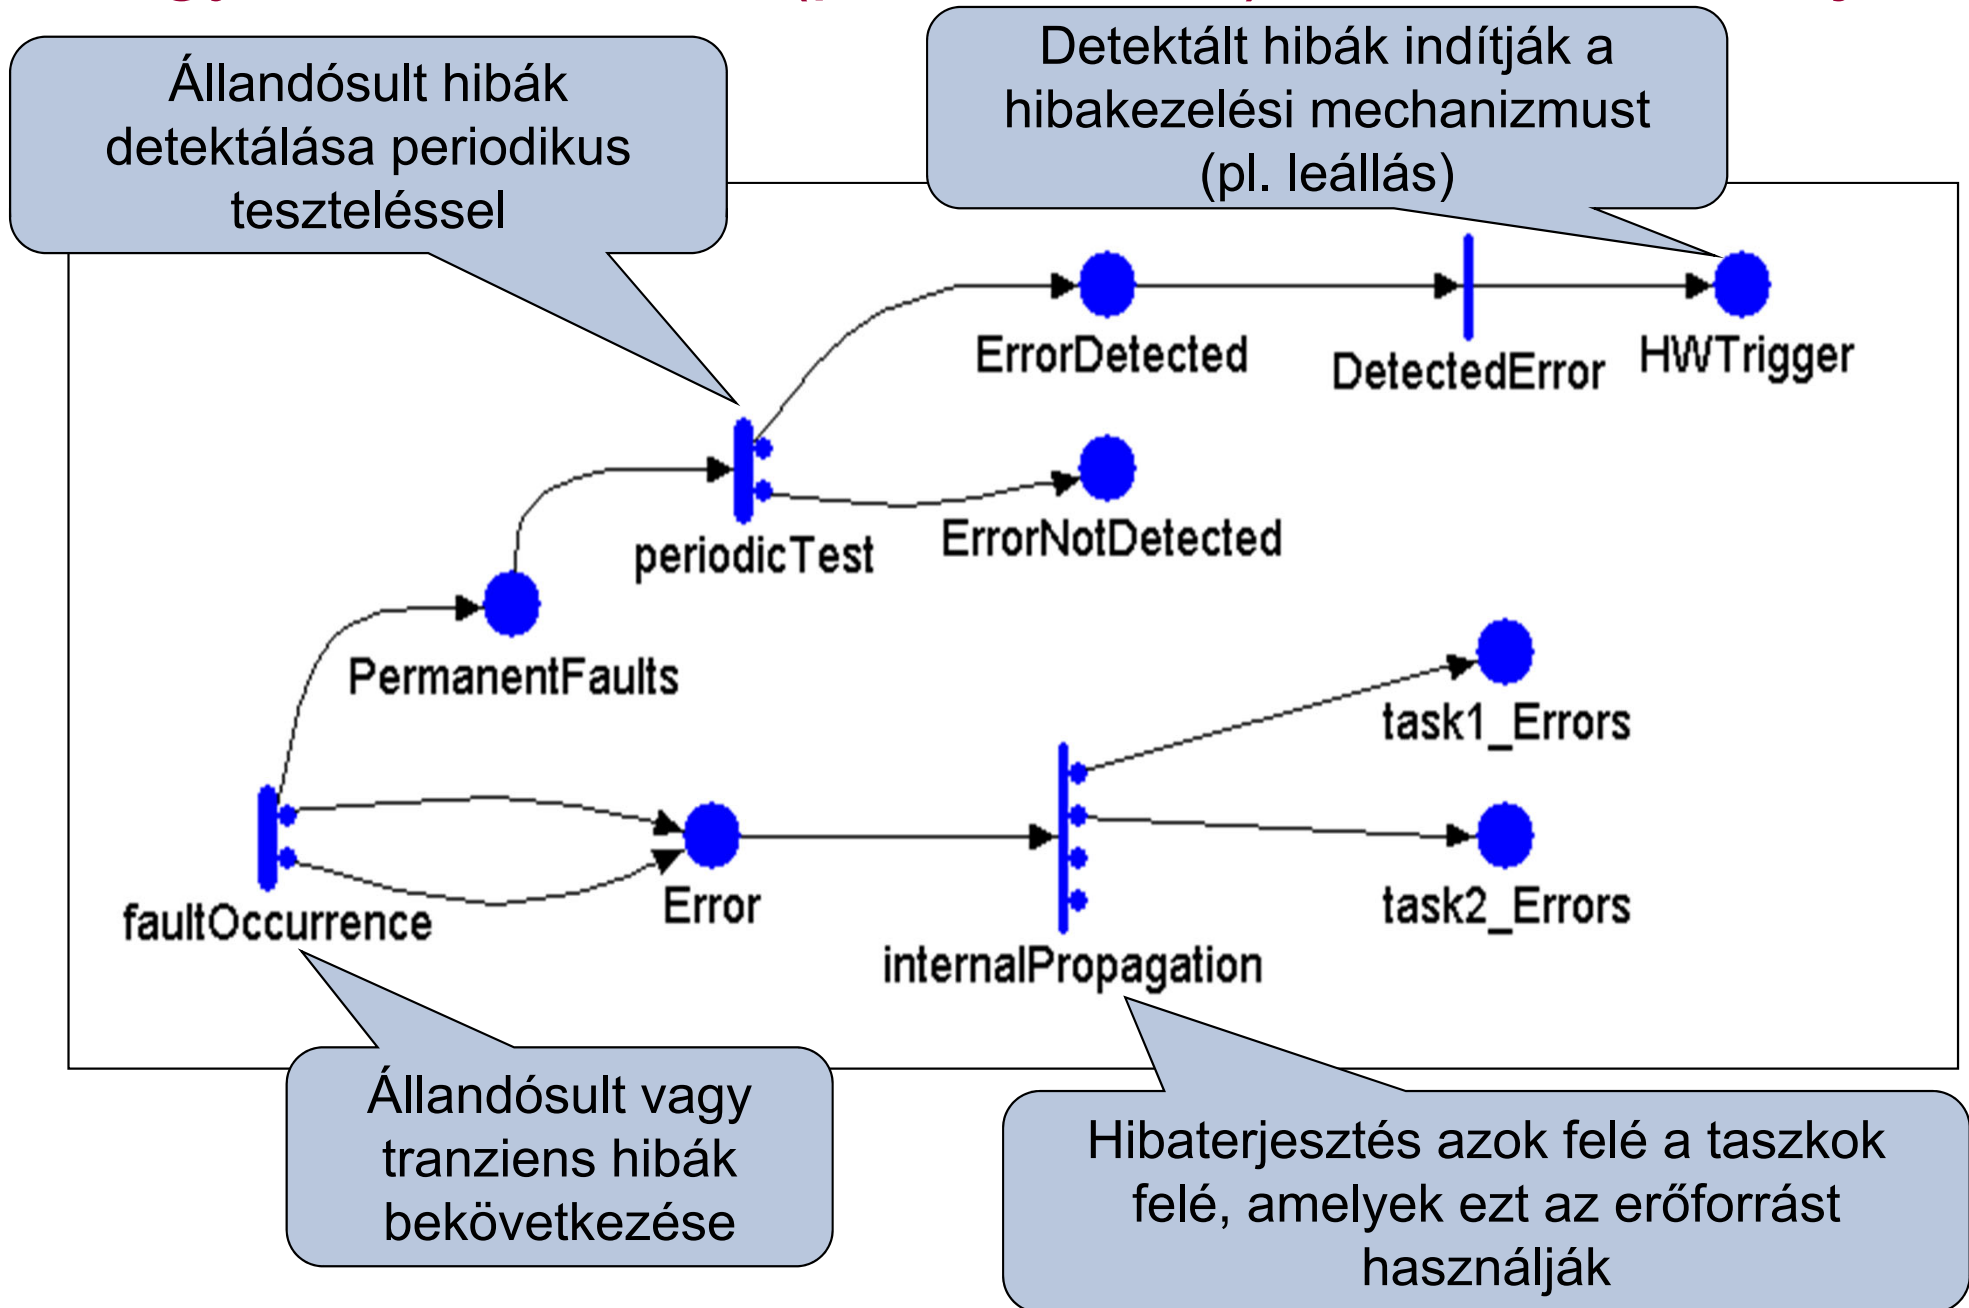 Állandósult hibák
detektálása periodikus
teszteléssel
Detektált hibák indítják a
hibakezelési mechanizmust
(pl. leállás)
ErrorDetected
DetectedError
HWTrigger
periodicTest
ErrorNotDetected
PermanentFaults
task1_Errors
faultOccurrence
Error
task2_Errors
internalPropagation
Állandósult vagy
tranziens hibák
bekövetkezése
Hibaterjesztés azok felé a taszkok
felé, amelyek ezt az erőforrást
használják